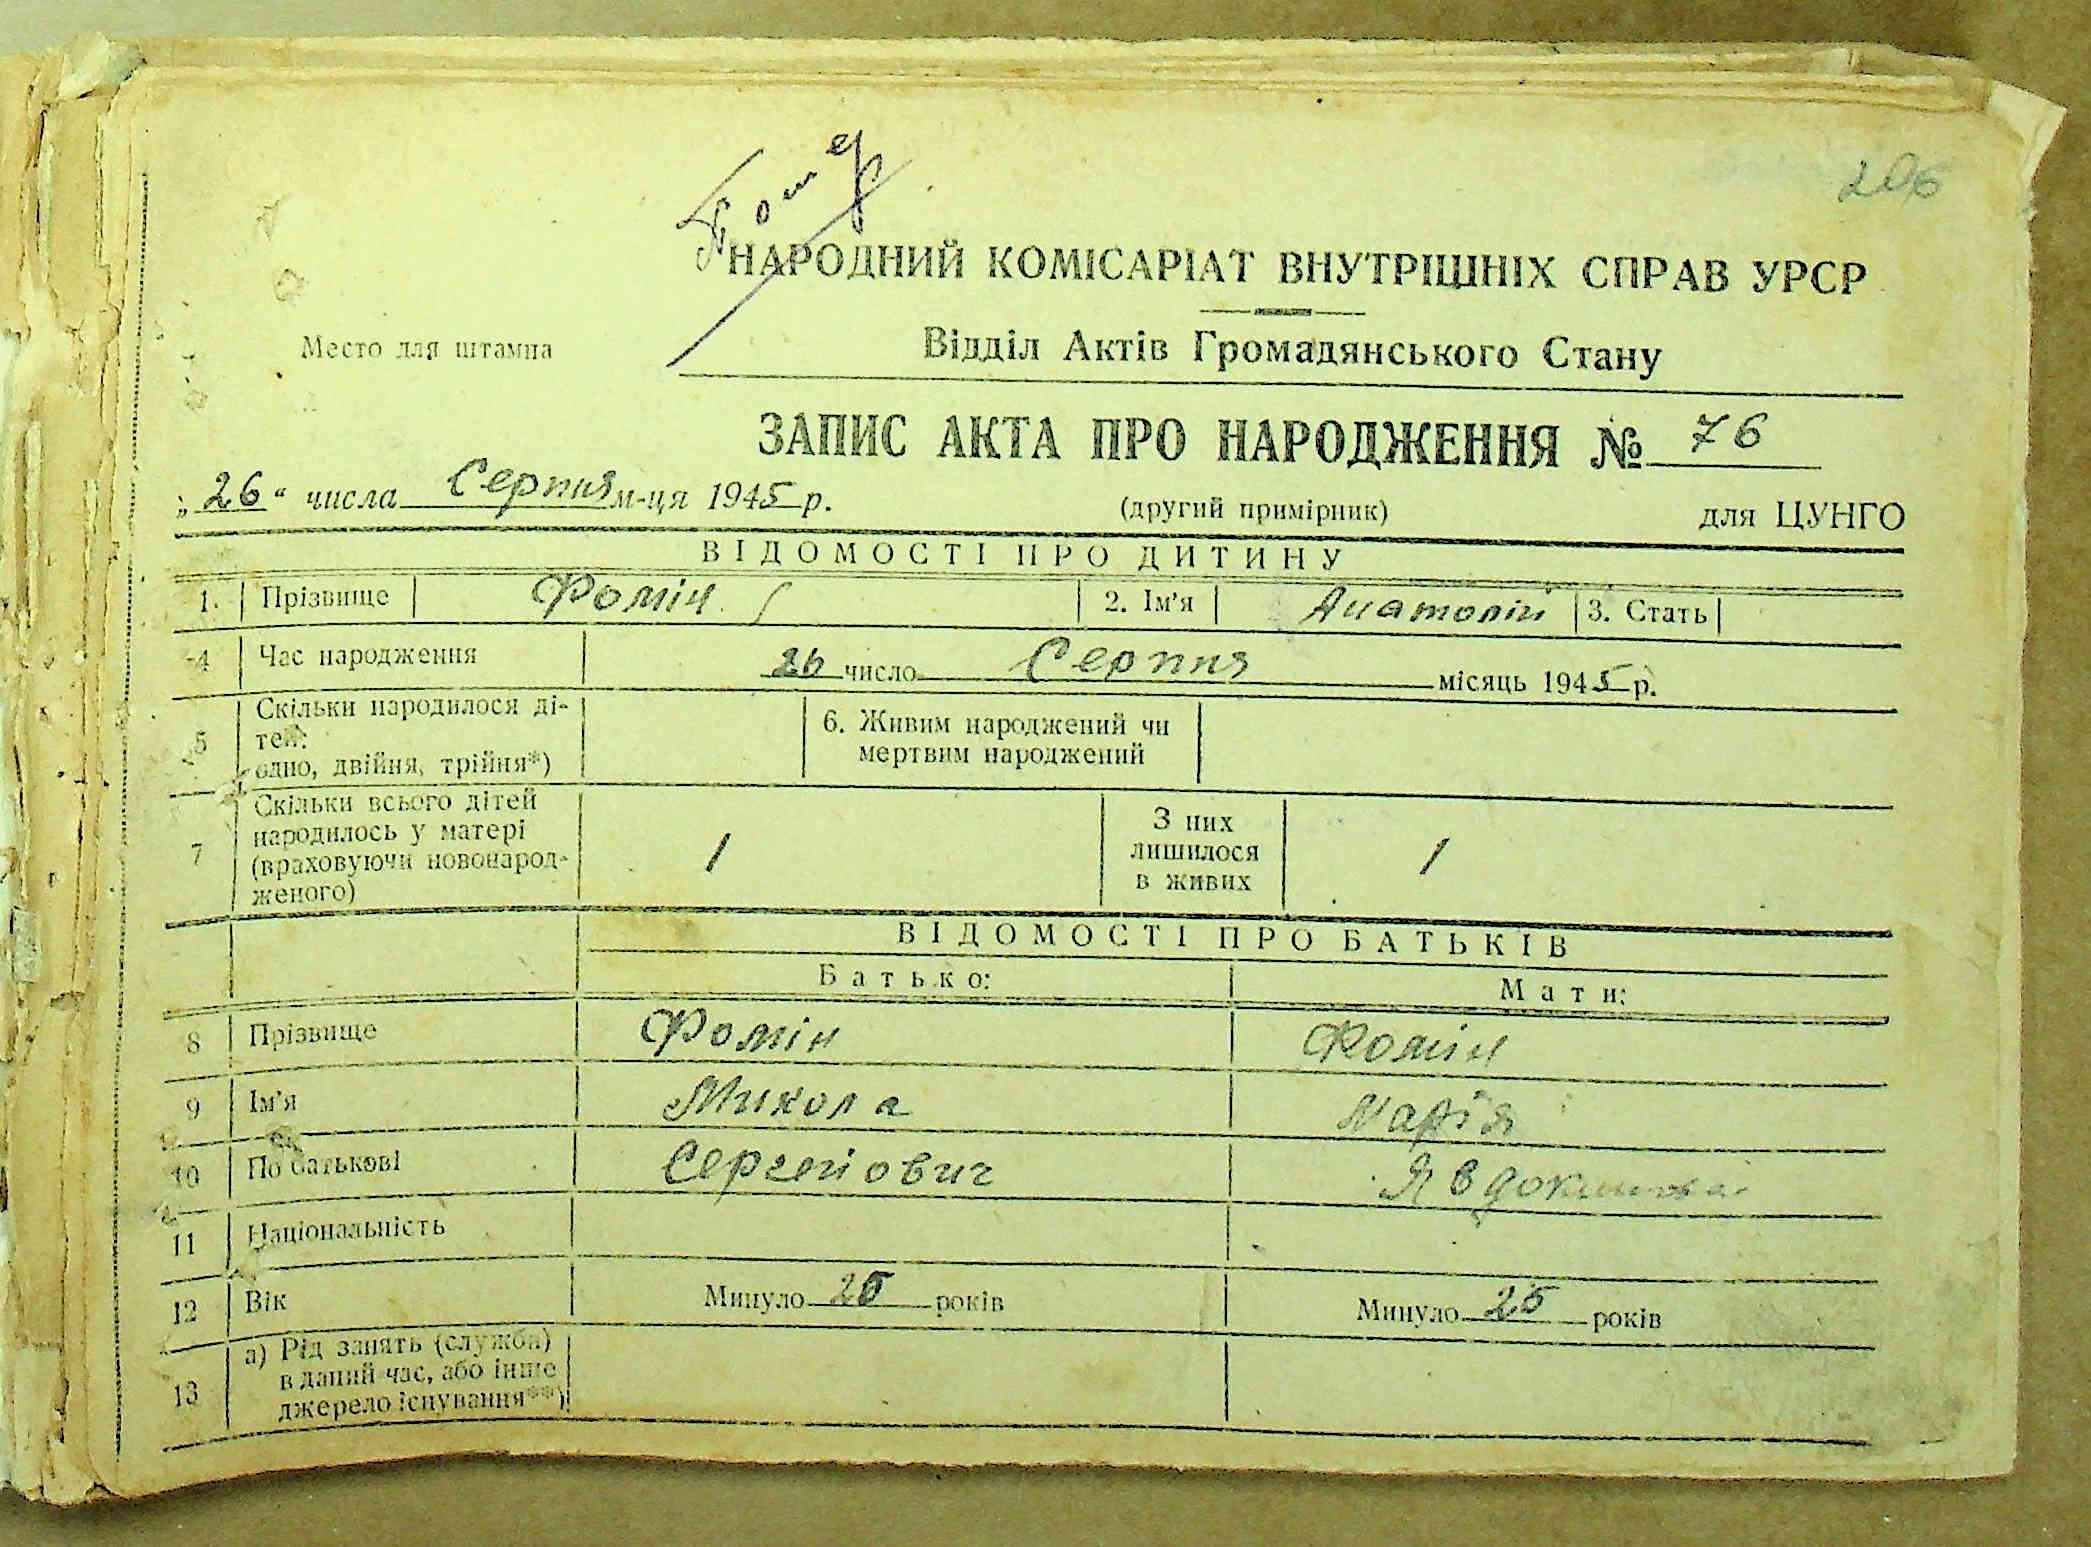 206
НАРОДНИЙ КОМІСАРІАТ ВНУТРІШНІХ СПРАВ УРСР
Место для штампа
Відділ Актів Громадянського Стану
ЗАПИС АКТА ПРО НАРОДЖЕННЯ № 76
„26“ числа Серпня м-ця 1945 р. (другий примірник) для ЦУНГО
ВІДОМОСТІ ПРО ДИТИНУ
1. Прізвище Фомін 2. Ім'я Анатолій 3. Стать
4 Час народження 26 число Серпня місяць 1945 р.
5 Скільки народилося ді-
тей:
одно, двійня, трійня*)
6. Живим народжений чи
мертвим народжений
7 Скільки всього дітей
народилось у матері
(враховуючи новонарод-
женого)
1
З них
лишилося
в живих
1
ВІДОМОСТІ ПРО БАТЬКІВ
Батько: Мати:
8 Прізвище Фомін Фомін
9 Ім'я Микола Марія
10 По батькові Сергейович
11 Національність
12 Вік Минуло 25 років Минуло 25 років
13 а) Рід занять (служба)
в даний час, або інше
джерело існування**)